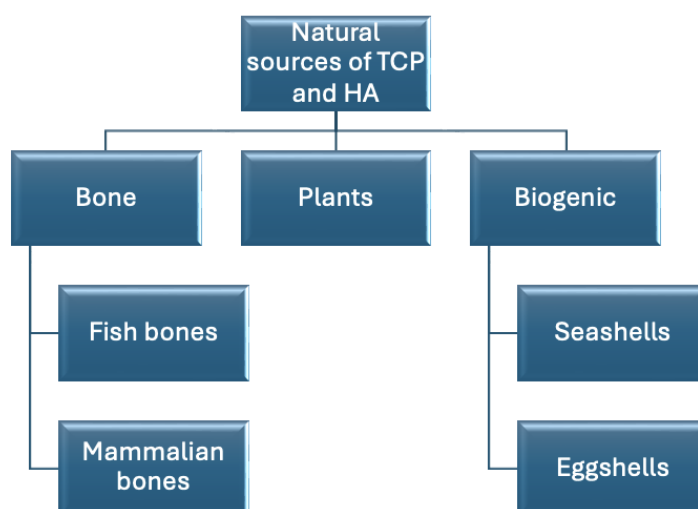 Natural
sources of TCP
and HA
Bone
Plants
Biogenic
Fish bones
Seashells
Mammalian
bones
Eggshells